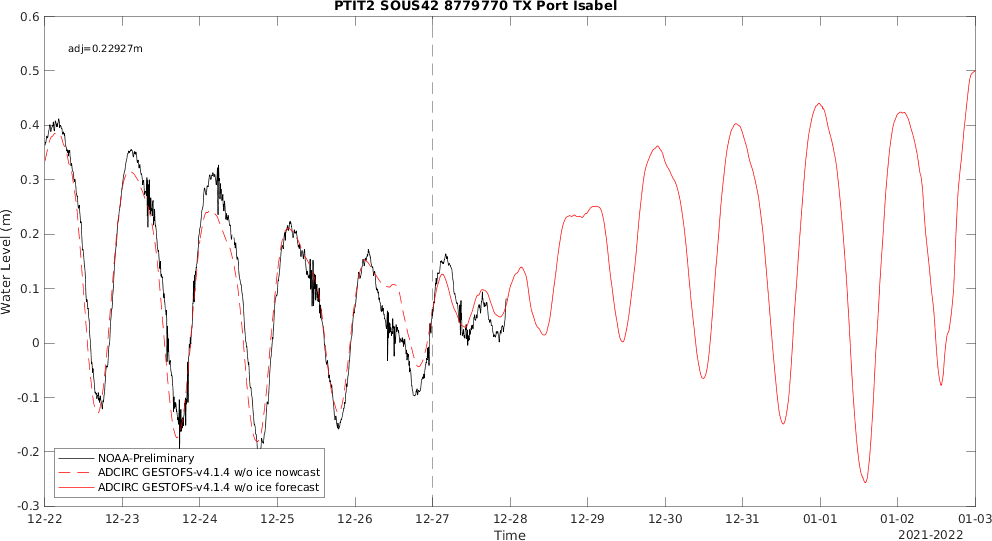 PTIT2 SOUS42 8779770 TX Port Isabel
adj=0.22927m
Water Level (m)
0.6
0.5
0.4
0.3
0.2
0.1
0
-0.1
-0.2
-0.3
NOAA-Preliminary
ADCIRC GESTOFS-v4.1.4 w/o ice nowcast
ADCIRC GESTOFS-v4.1.4 w/o ice forecast
12-22 12-23 12-24 12-25 12-26 12-27 12-28 12-29 12-30 12-31 01-01 01-02 01-03
Time
2021-2022